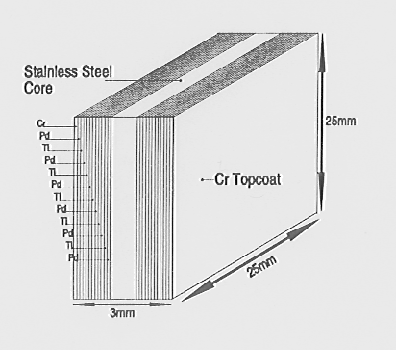 Stainless Steel
Core
Cr
Pd
Ti
Pd
Ti
Pd
Ti
Pd
Ti
Pd
Ti
Pd
Cr Topcoat
25mm
25mm
3mm